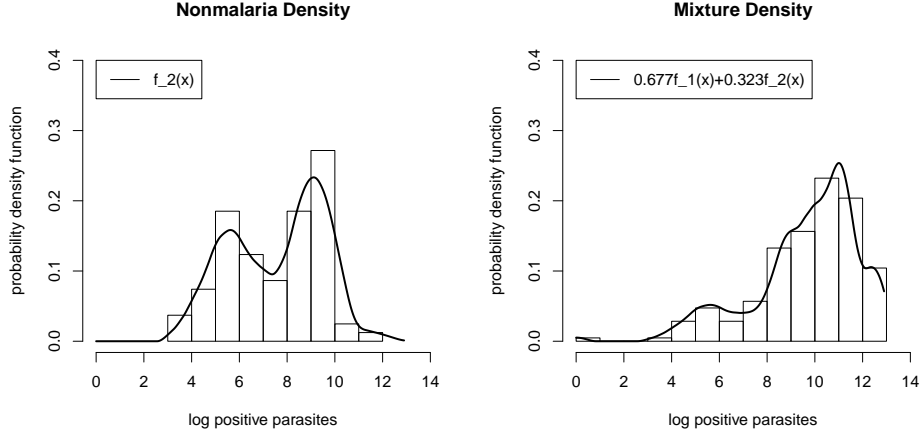 Nonmalaria Density
probability density function
0.4
0.3
0.2
0.1
0.0
f_2(x)
0 2 4 6 8 10 12 14
log positive parasites
Mixture Density
probability density function
0.4
0.3
0.2
0.1
0.0
0.677f_1(x)+0.323f_2(x)
0 2 4 6 8 10 12 14
log positive parasites